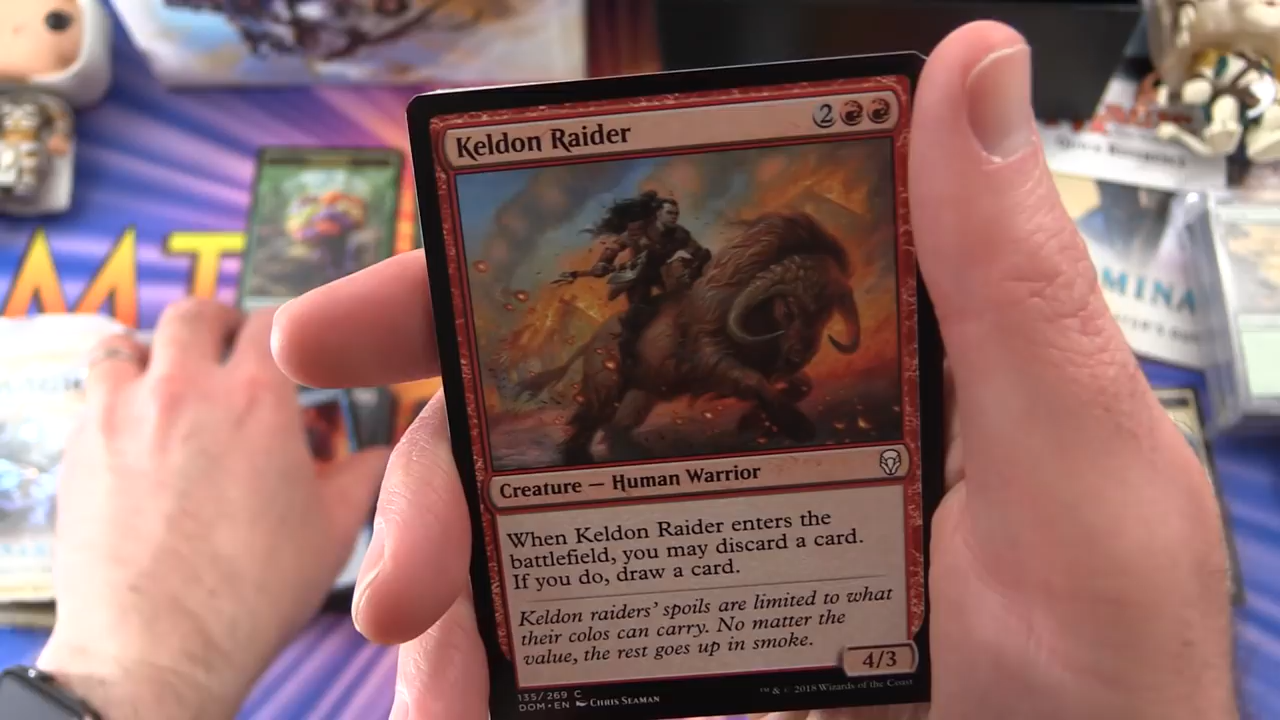 Keldon Raider
2
Creature — Human Warrior
When Keldon Raider enters the
battlefield, you may discard a card.
If you do, draw a card.
Keldon raiders' spoils are limited to what
their colos can carry. No matter the
value, the rest goes up in smoke.
4/3
135/269 C
DOM • EN Chris Seaman
™ & © 2018 Wizards of the Coast
MT
MINA